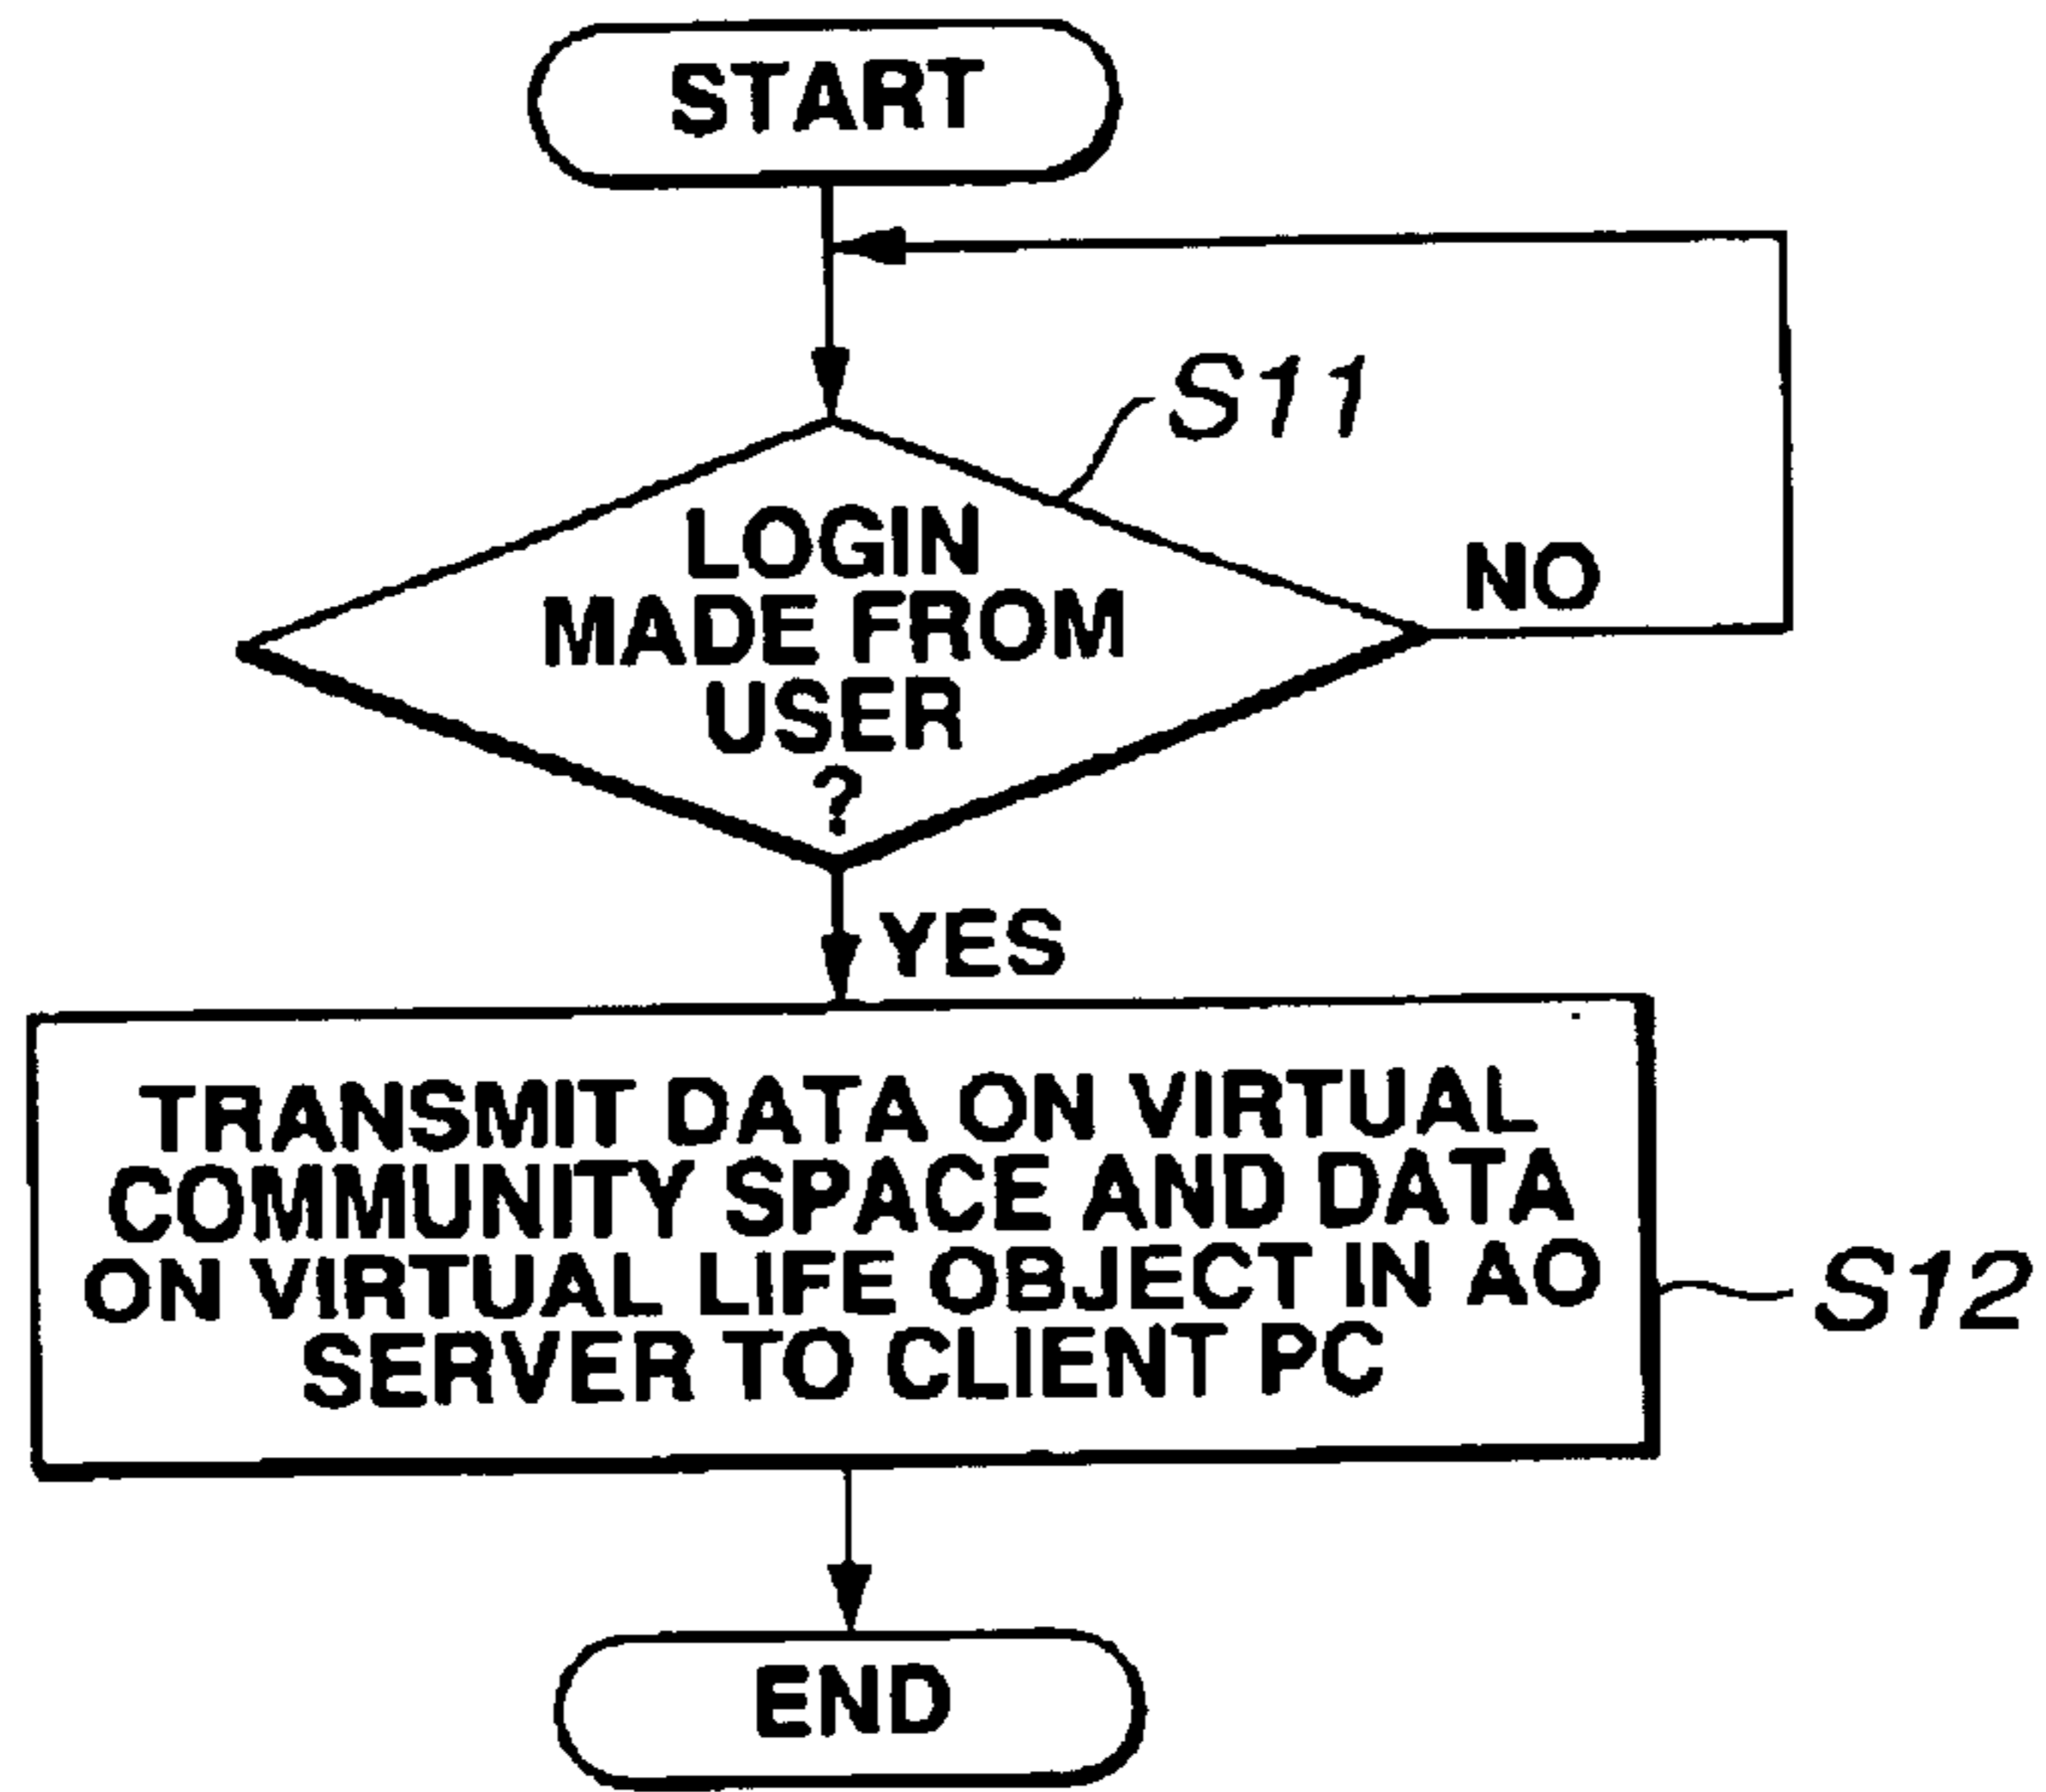 START
S11
LOGIN
MADE FROM
USER
?
NO
YES
TRANSMIT DATA ON VIRTUAL
COMMUNITY SPACE AND DATA
ON VIRTUAL LIFE OBJECT IN AO
SERVER TO CLIENT PC
S12
END